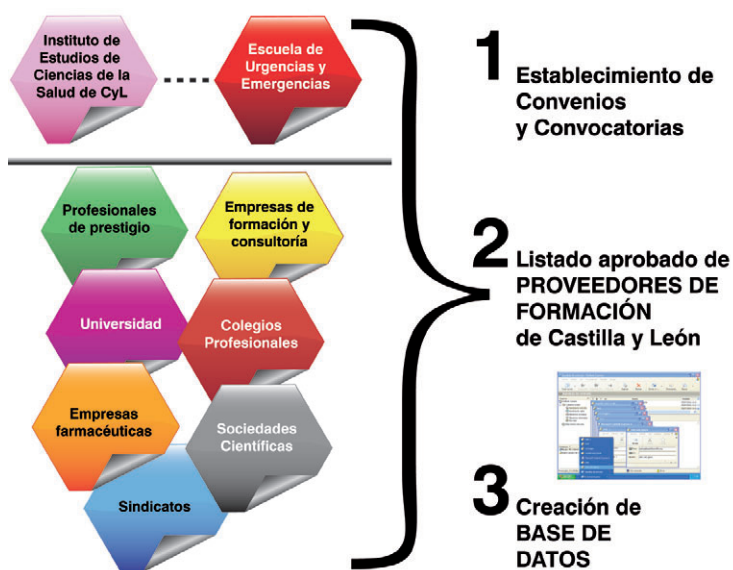 Instituto de
Estudios de
Ciencias de la
Salud de CyL
Escuela de
Urgencias y
Emergencias
Profesionales
de prestigio
Empresas de
formación y
consultoría
Universidad
Colegios
Profesionales
Empresas
farmacéuticas
Sociedades
Científicas
Sindicatos
1 Establecimiento de
Convenios
y Convocatorias
2 Listado aprobado de
PROVEEDORES DE
FORMACIÓN
de Castilla y León
3 Creación de
BASE DE
DATOS